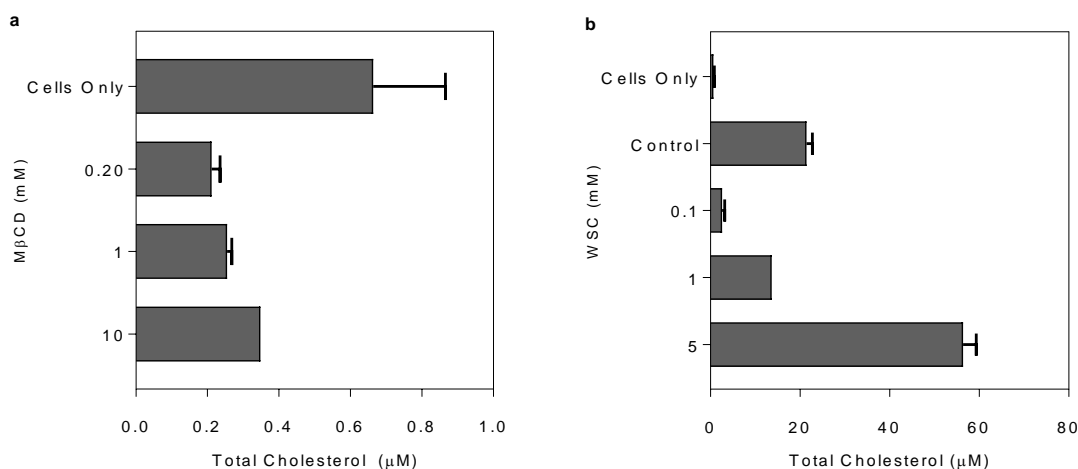 a
Cells Only
0.20
1
10
MβCD (mM)
0.0 0.2 0.4 0.6 0.8 1.0
Total Cholesterol (μM)
b
Cells Only
Control
0.1
1
5
WSC (mM)
0 20 40 60 80
Total Cholesterol (μM)